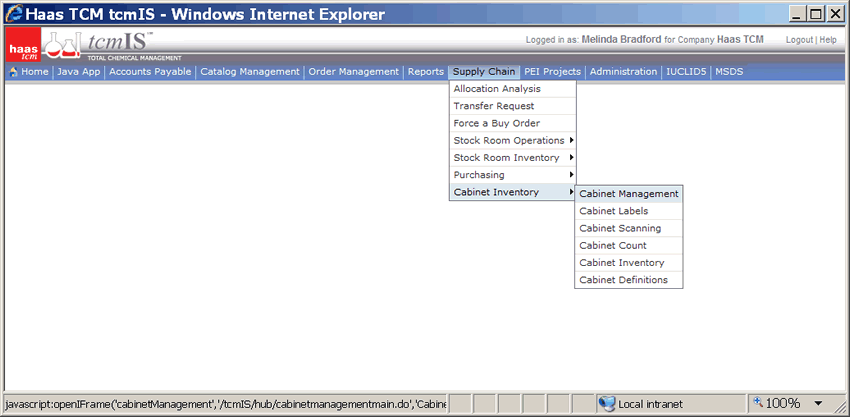 Haas TCM tcmIS - Windows Internet Explorer
haas tcm
tcmIS™
TOTAL CHEMICAL MANAGEMENT
Logged in as: Melinda Bradford for Company Haas TCM
Logout | Help
Home | Java App | Accounts Payable | Catalog Management | Order Management | Reports | Supply Chain | PEI Projects | Administration | IUCLID5 | MSDS
Allocation Analysis
Transfer Request
Force a Buy Order
Stock Room Operations
Stock Room Inventory
Purchasing
Cabinet Inventory
Cabinet Management
Cabinet Labels
Cabinet Scanning
Cabinet Count
Cabinet Inventory
Cabinet Definitions
javascript:openIFrame('cabinetManagement','/tcmIS/hub/cabinetmanagementmain.do','Cabine
Local intranet
100%